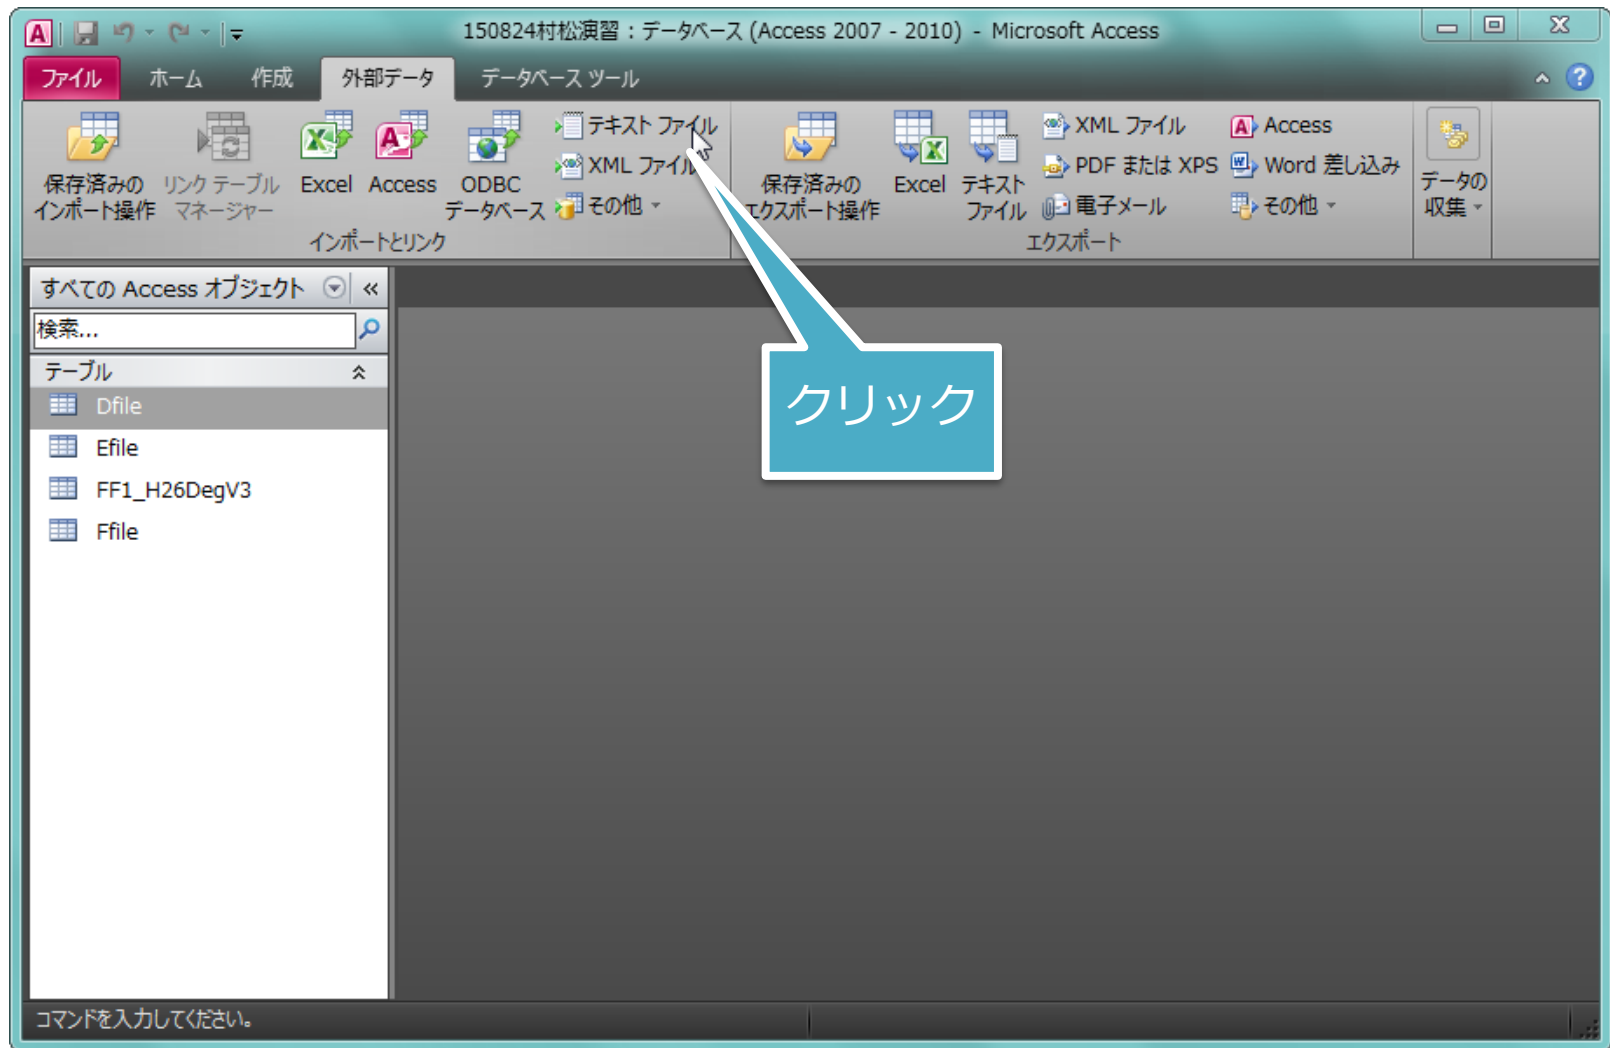 150824村松演習 : データベース (Access 2007 - 2010) - Microsoft Access
ファイル ホーム 作成 外部データ データベース ツール
保存済みの
インポート操作
リンク テーブル
マネージャー
Excel
Access
ODBC
データベース
テキスト ファイル
XML ファイル
その他
インポートとリンク
保存済みの
エクスポート操作
Excel
テキスト
ファイル
XML ファイル
PDF または XPS
電子メール
Access
Word 差し込み
その他
エクスポート
データの
収集
すべての Access オブジェクト
検索...
テーブル
Dfile
Efile
FF1_H26DegV3
Ffile
クリック
コマンドを入力してください。